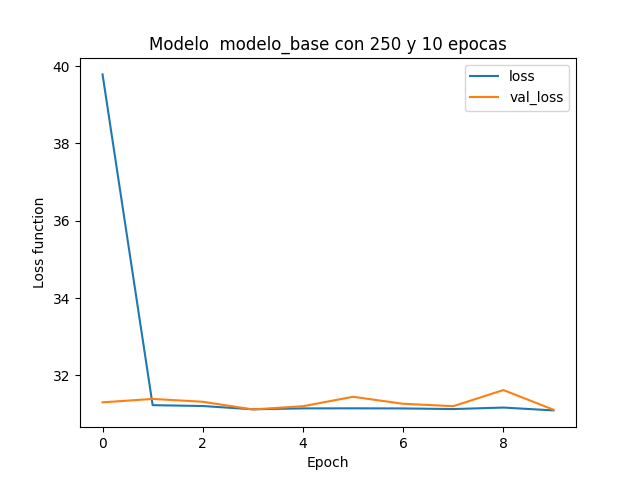 Modelo  modelo_base con 250 y 10 epocas
loss
val_loss
Loss function
40
38
36
34
32
0 2 4 6 8
Epoch